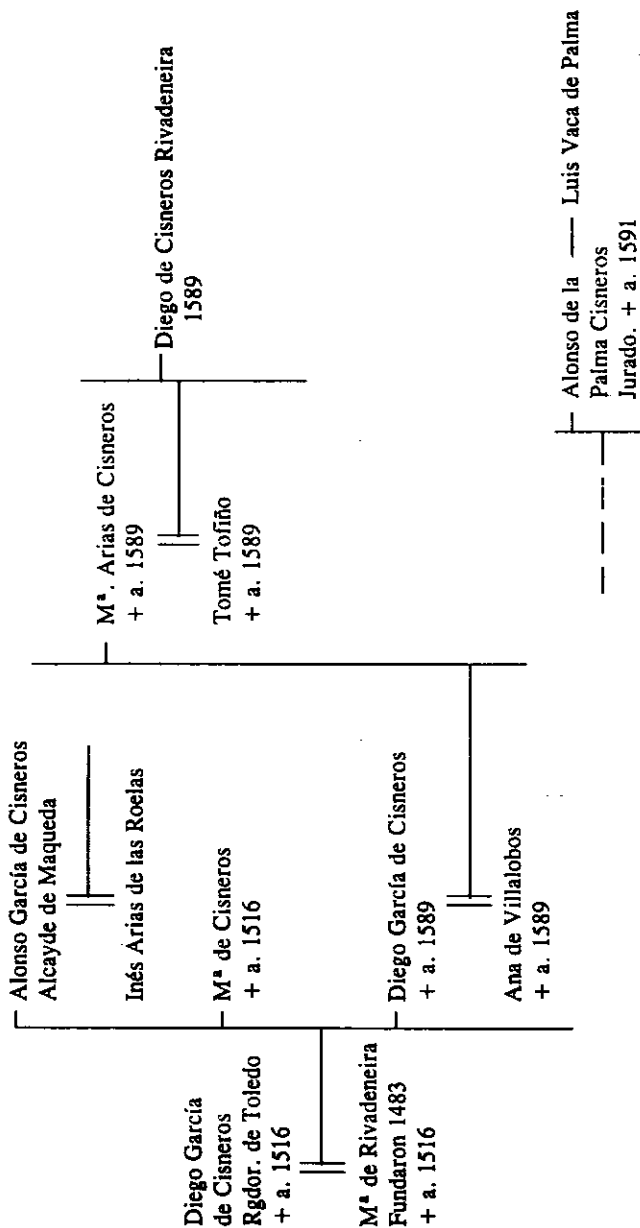 Diego García
de Cisneros
Rgdor. de Toledo
+ a. 1516
Mª de Rivadeneira
Fundaron 1483
+ a. 1516
Alonso García de Cisneros
Alcayde de Maqueda
Inés Arias de las Roelas
Mª de Cisneros
+ a. 1516
Diego García de Cisneros
+ a. 1589
Ana de Villalobos
+ a. 1589
Mª. Arias de Cisneros
+ a. 1589
Tomé Tofiño
+ a. 1589
Diego de Cisneros Rivadeneira
1589
Alonso de la — Luis Vaca de Palma
Palma Cisneros
Jurado. + a. 1591